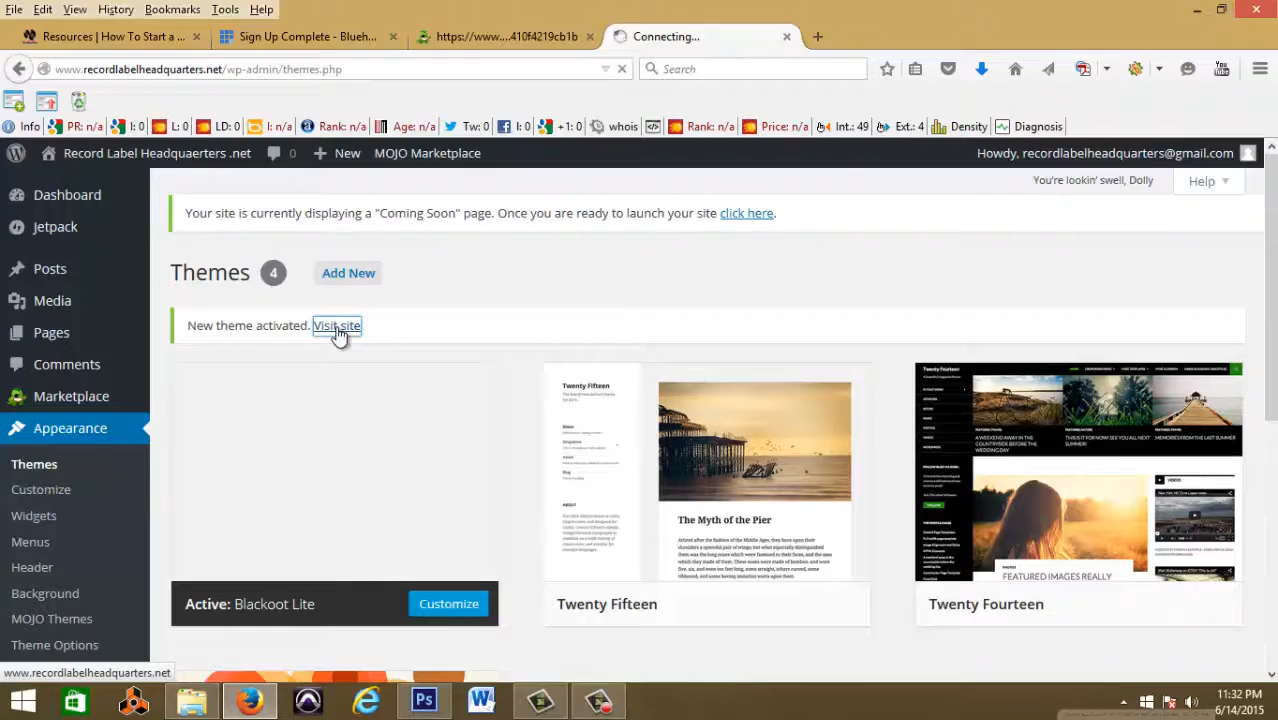 File Edit View History Bookmarks Tools Help
Resources | How To Start a ... Sign Up Complete - Blueh... https://www....410f4219cb1b Connecting...
www.recordlabelheadquarters.net/wp-admin/themes.php Search
Info PR: n/a I: 0 L: 0 LD: 0 I: n/a Rank: n/a Age: n/a Tw: 0 I: 0 +1: 0 whois Rank: n/a Price: n/a Int.: 49 Ext.: 4 Density Diagnosis
Record Label Headquaerters .net 0 New MOJO Marketplace Howdy, recordlabelheadquarters@gmail.com
You're lookin' swell, Dolly Help
Dashboard
Jetpack
Posts
Media
Pages
Comments
Marketplace
Appearance
Themes
Customize
Widgets
Menus
Header
Background
MOJO Themes
Theme Options
Your site is currently displaying a "Coming Soon" page. Once you are ready to launch your site click here.
Themes 4 Add New
New theme activated. Visit site
Active: Blackoot Lite Customize
Twenty Fifteen
The Myth of the Pier
Twenty Fifteen
Twenty Fourteen
FEATURED IMAGES REALLY
Twenty Fourteen
www.recordlabelheadquarters.net
11:32 PM
6/14/2015